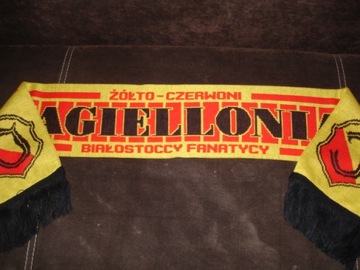 ŻÓŁTO-CZERWONI
AGIELLONI
BIAŁOSTOCCY FANATYCY